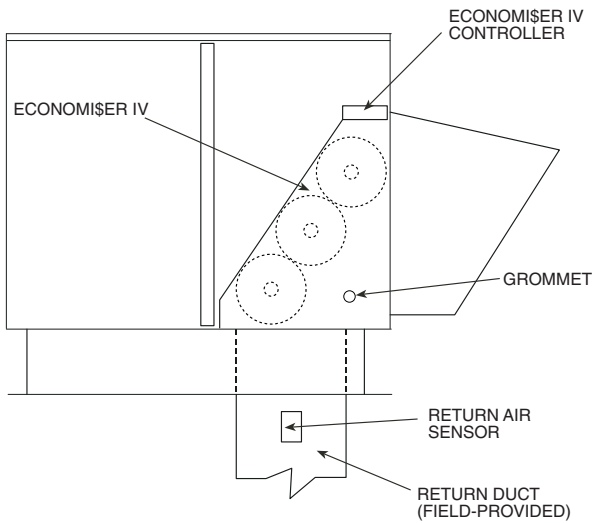 ECONOMI$ER IV
CONTROLLER
ECONOMI$ER IV
GROMMET
RETURN AIR
SENSOR
RETURN DUCT
(FIELD-PROVIDED)